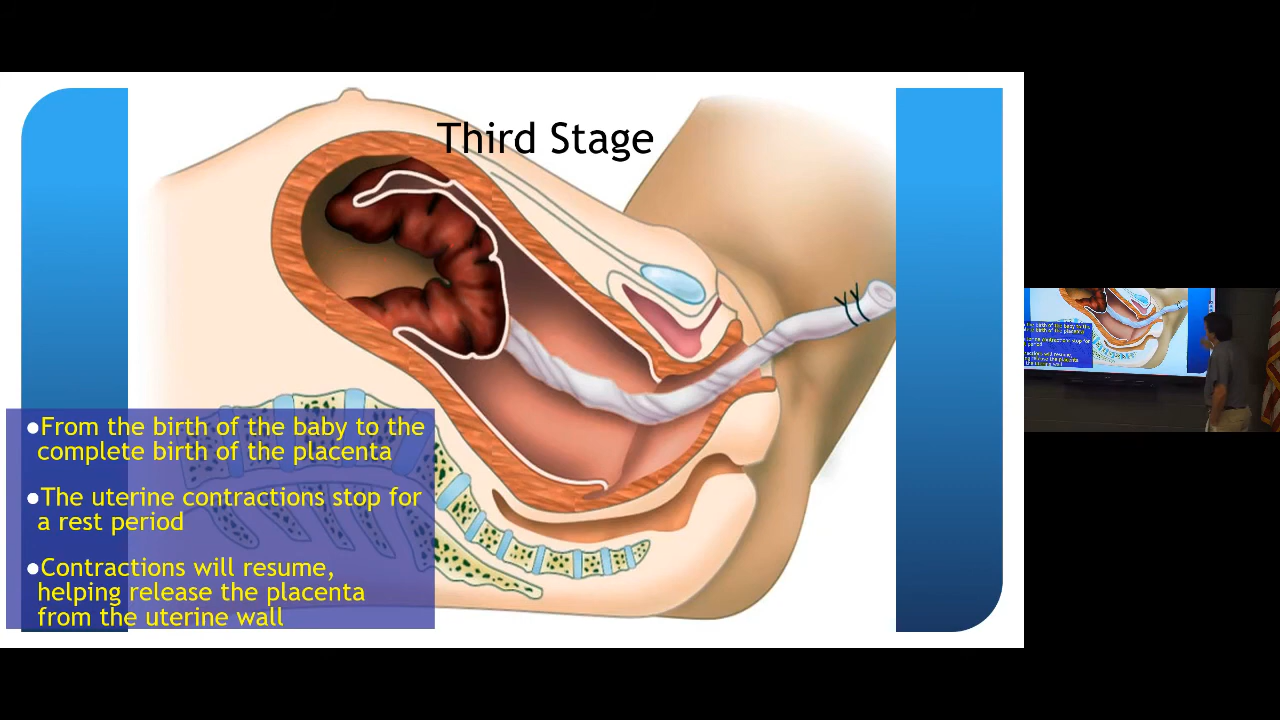 Third Stage
●From the birth of the baby to the
complete birth of the placenta
●The uterine contractions stop for
a rest period
●Contractions will resume,
helping release the placenta
from the uterine wall